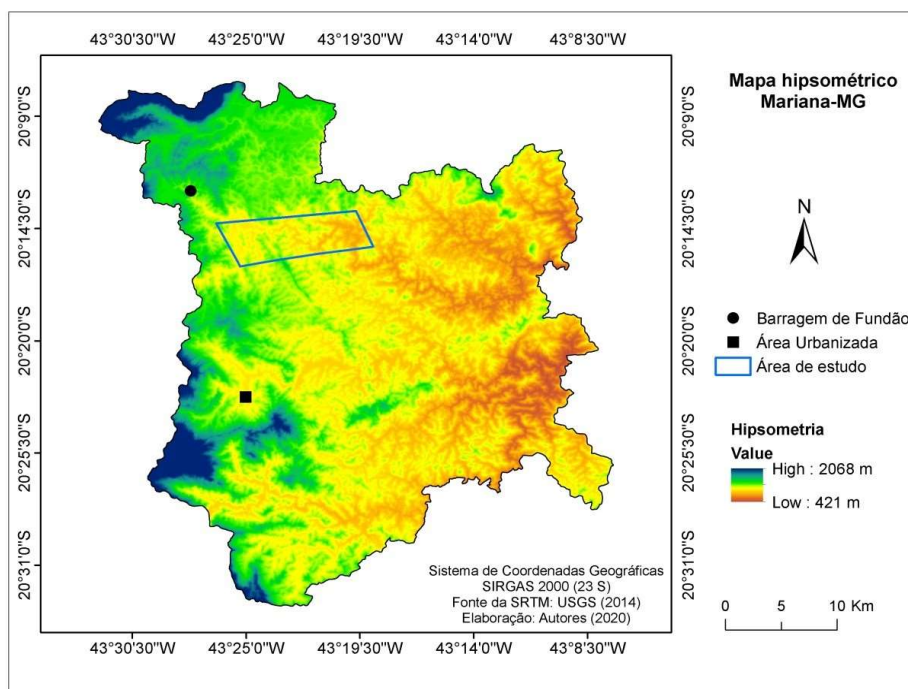 43°30'30"W 43°25'0"W 43°19'30"W 43°14'0"W 43°8'30"W
20°9'0"S
20°14'30"S
20°20'0"S
20°25'30"S
20°31'0"S
20°9'0"S
20°14'30"S
20°20'0"S
20°25'30"S
20°31'0"S
43°30'30"W 43°25'0"W 43°19'30"W 43°14'0"W 43°8'30"W
Sistema de Coordenadas Geográficas
SIRGAS 2000 (23 S)
Fonte da SRTM: USGS (2014)
Elaboração: Autores (2020)
Mapa hipsométrico
Mariana-MG
N
Barragem de Fundão
Área Urbanizada
Área de estudo
Hipsometria
Value
High : 2068 m
Low : 421 m
0 5 10 Km